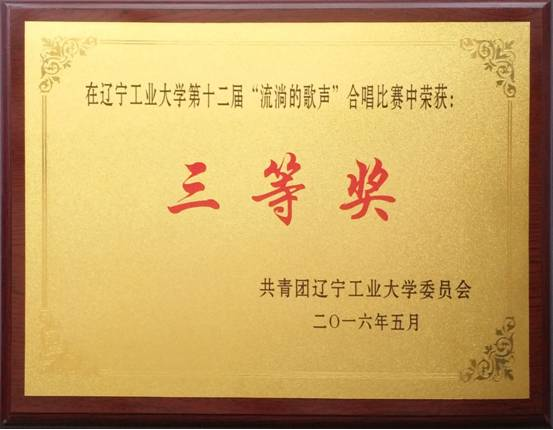 在辽宁工业大学第十二届“流淌的歌声”合唱比赛中荣获：
三等奖
共青团辽宁工业大学委员会
二〇一六年五月